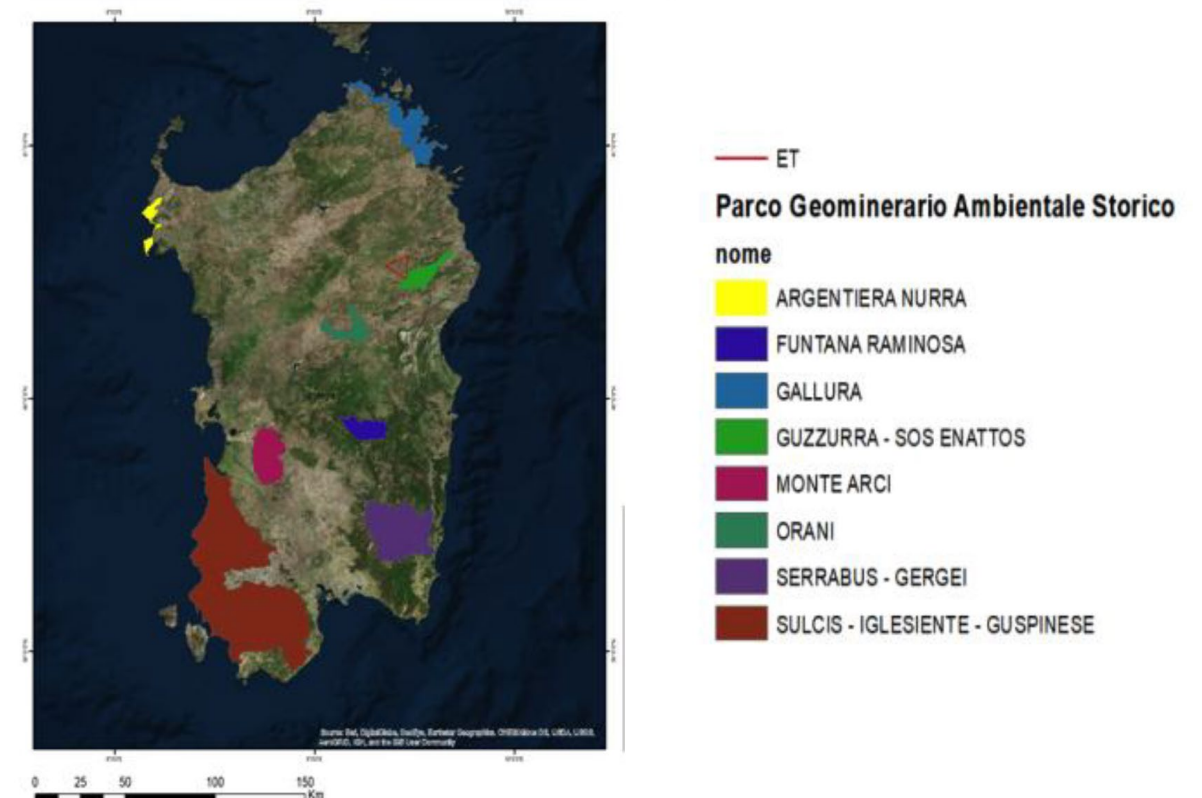 ET
Parco Geominerario Ambientale Storico
nome
ARGENTIERA NURRA
FUNTANA RAMINOSA
GALLURA
GUZZURRA - SOS ENATTOS
MONTE ARCI
ORANI
SERRABUS - GERGEI
SULCIS - IGLESIENTE - GUSPINESE
0 25 50 100 150
Km